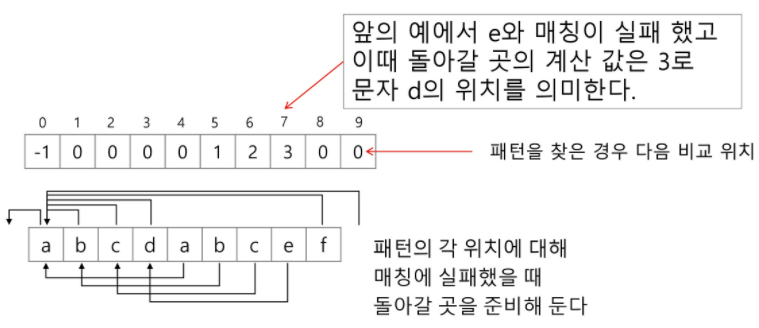 앞의 예에서 e와 매칭이 실패 했고
이때 돌아갈 곳의 계산 값은 3로
문자 d의 위치를 의미한다.
0 1 2 3 4 5 6 7 8 9
-1 0 0 0 0 1 2 3 0 0
패턴을 찾은 경우 다음 비교 위치
a b c d a b c e f
패턴의 각 위치에 대해
매칭에 실패했을 때
돌아갈 곳을 준비해 둔다